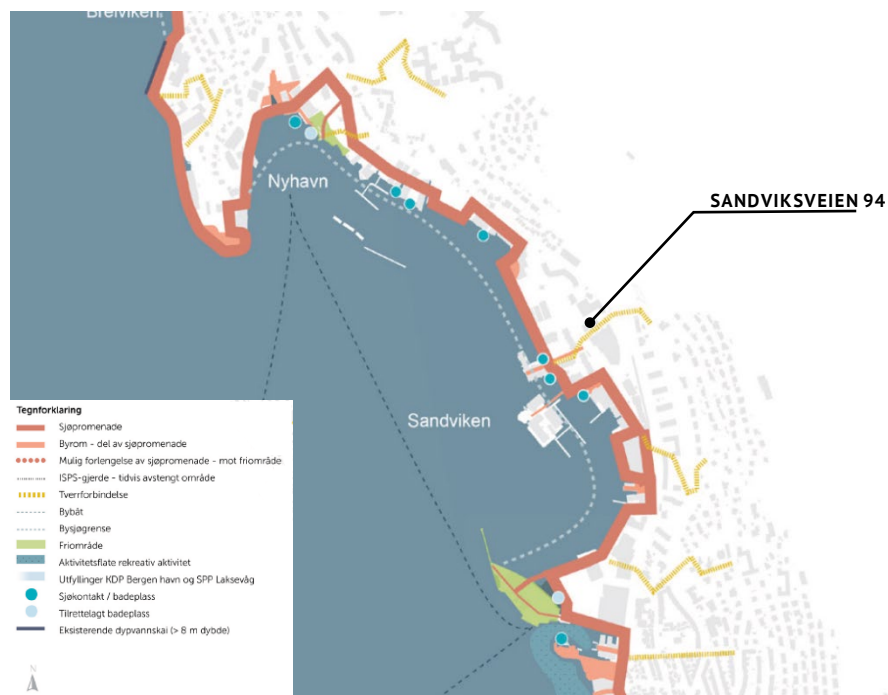 Breiviken
Nyhavn
SANDVIKSVEIEN 94
Sandviken
Tegnforklaring
Sjøpromenade
Byrom - del av sjøpromenade
Mulig forlengelse av sjøpromenade - mot friområde
ISPS-gjerde - tidvis avstengt område
Tverrforbindelse
Bybåt
Bysjøgrense
Friområde
Aktivitetsflate rekreativ aktivitet
Utfyllinger KDP Bergen havn og SPP Laksevåg
Sjøkontakt / badeplass
Tilrettelagt badeplass
Eksisterende dypvannskai (> 8 m dybde)
N